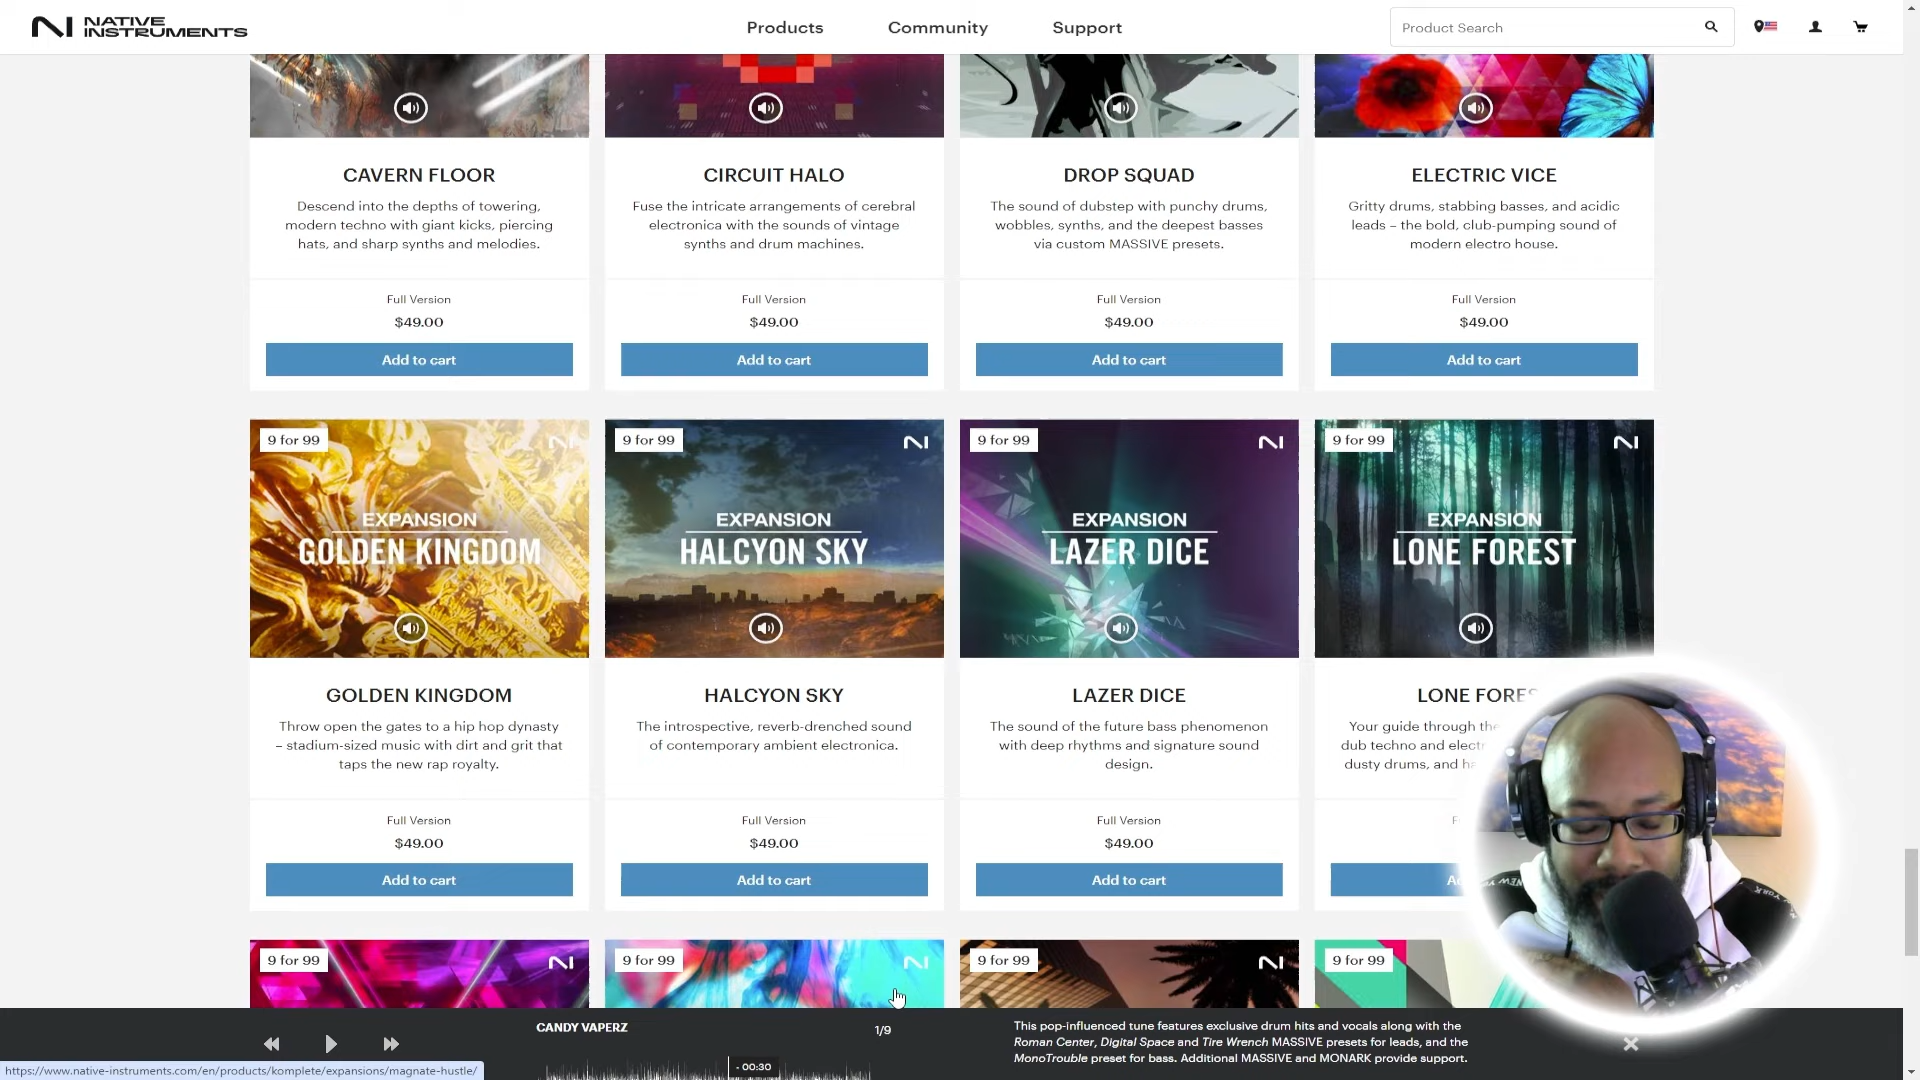 NATIVE
INSTRUMENTS
Products
Community
Support
Product Search
CAVERN FLOOR
Descend into the depths of towering,
modern techno with giant kicks, piercing
hats, and sharp synths and melodies.
Full Version
$49.00
Add to cart
CIRCUIT HALO
Fuse the intricate arrangements of cerebral
electronica with the sounds of vintage
synths and drum machines.
Full Version
$49.00
Add to cart
DROP SQUAD
The sound of dubstep with punchy drums,
wobbles, synths, and the deepest basses
via custom MASSIVE presets.
Full Version
$49.00
Add to cart
ELECTRIC VICE
Gritty drums, stabbing basses, and acidic
leads – the bold, club-pumping sound of
modern electro house.
Full Version
$49.00
Add to cart
9 for 99
EXPANSION
GOLDEN KINGDOM
GOLDEN KINGDOM
Throw open the gates to a hip hop dynasty
– stadium-sized music with dirt and grit that
taps the new rap royalty.
Full Version
$49.00
Add to cart
9 for 99
EXPANSION
HALCYON SKY
HALCYON SKY
The introspective, reverb-drenched sound
of contemporary ambient electronica.
Full Version
$49.00
Add to cart
9 for 99
EXPANSION
LAZER DICE
LAZER DICE
The sound of the future bass phenomenon
with deep rhythms and signature sound
design.
Full Version
$49.00
Add to cart
9 for 99
EXPANSION
LONE FOREST
LONE
Your guide through the
dub techno and
dusty drums, and
9 for 99
9 for 99
9 for 99
9 for 99
CANDY VAPERZ
1/9
- 00:30
This pop-influenced tune features exclusive drum hits and vocals along with the
Roman Center, Digital Space and Tire Wrench MASSIVE presets for leads, and the
MonoTrouble preset for bass. Additional MASSIVE and MONARK provide support.
https://www.native-instruments.com/en/products/komplete/expansions/magnate-hustle/